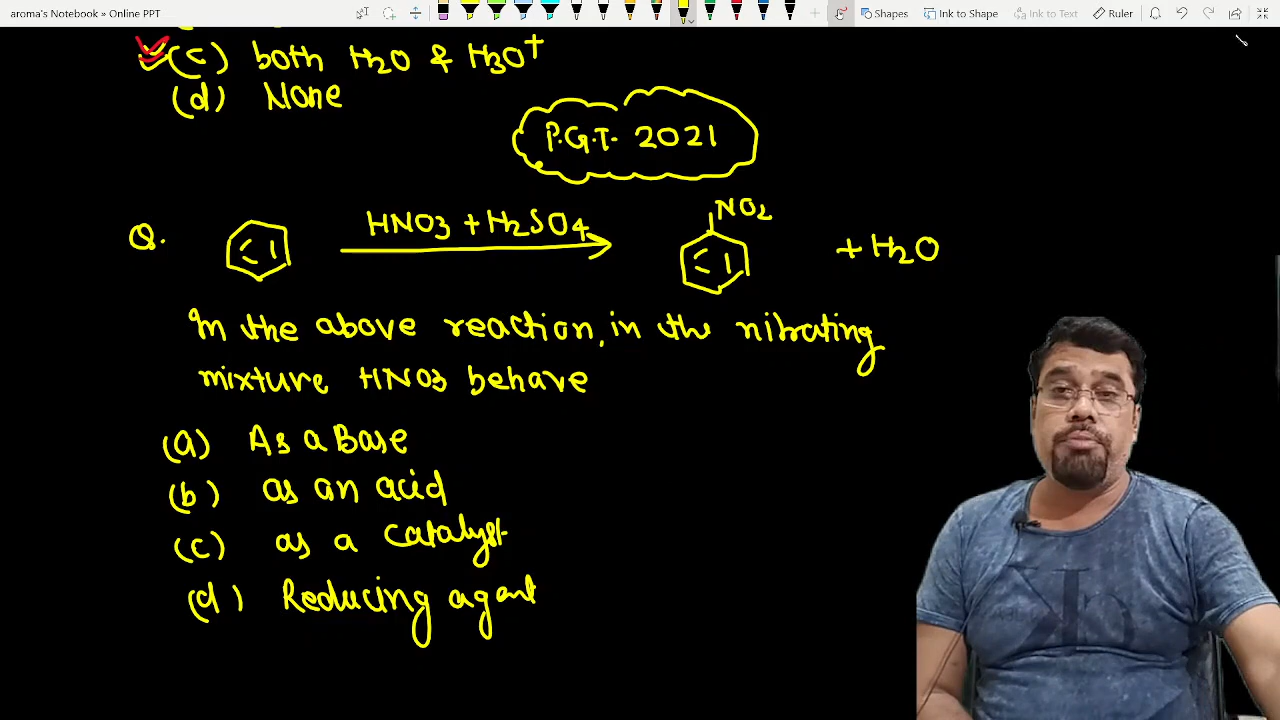 aroma's Notebook » Online PPT
Shapes
Ink to Shape
Ink to Text
Ruler
(c) both H2O & H3O+
(d) None
P.G.T. 2021
Q. HNO3 + H2SO4 NO2 + H2O
In the above reaction, in the nitrating
mixture HNO3 behave
(a) As a Base
(b) as an acid
(c) as a catalyst
(d) Reducing agent